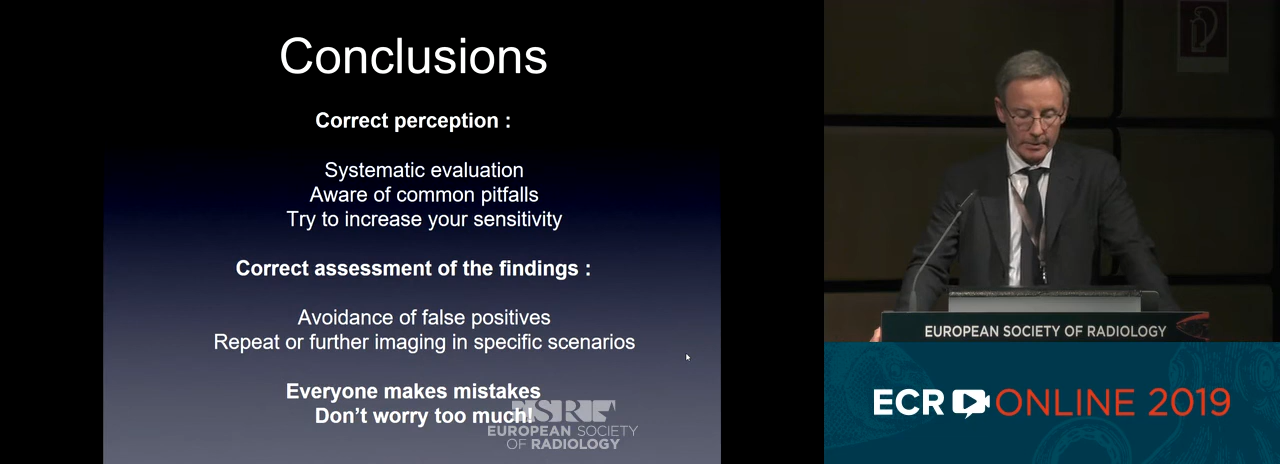 Conclusions
Correct perception :
Systematic evaluation
Aware of common pitfalls
Try to increase your sensitivity
Correct assessment of the findings :
Avoidance of false positives
Repeat or further imaging in specific scenarios
Everyone makes mistakes
Don't worry too much!
EUROPEAN SOCIETY
OF RADIOLOGY
EUROPEAN SOCIETY OF RADIOLOGY
ECR ONLINE 2019